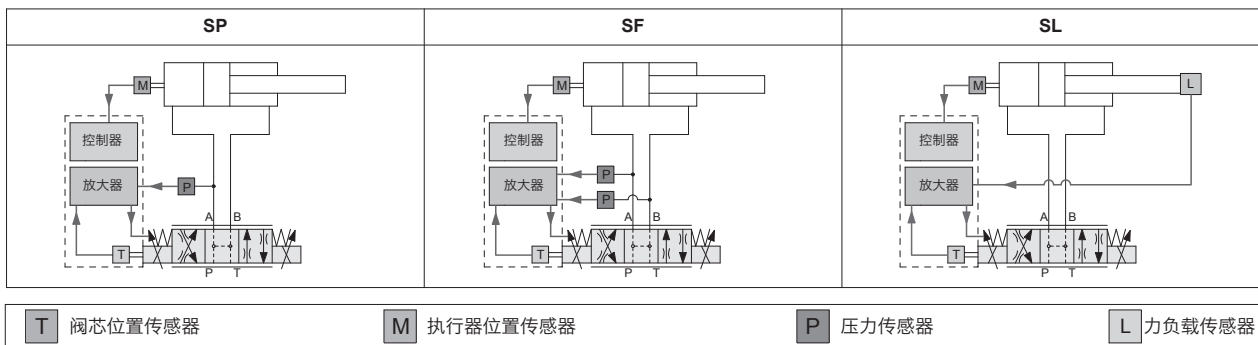 SP
SF
SL
M
控制器
放大器
P
A B
T
P T
M
控制器
放大器
P
P
A B
T
P T
M
L
控制器
放大器
A B
T
P T
T 阀芯位置传感器
M 执行器位置传感器
P 压力传感器
L 力负载传感器